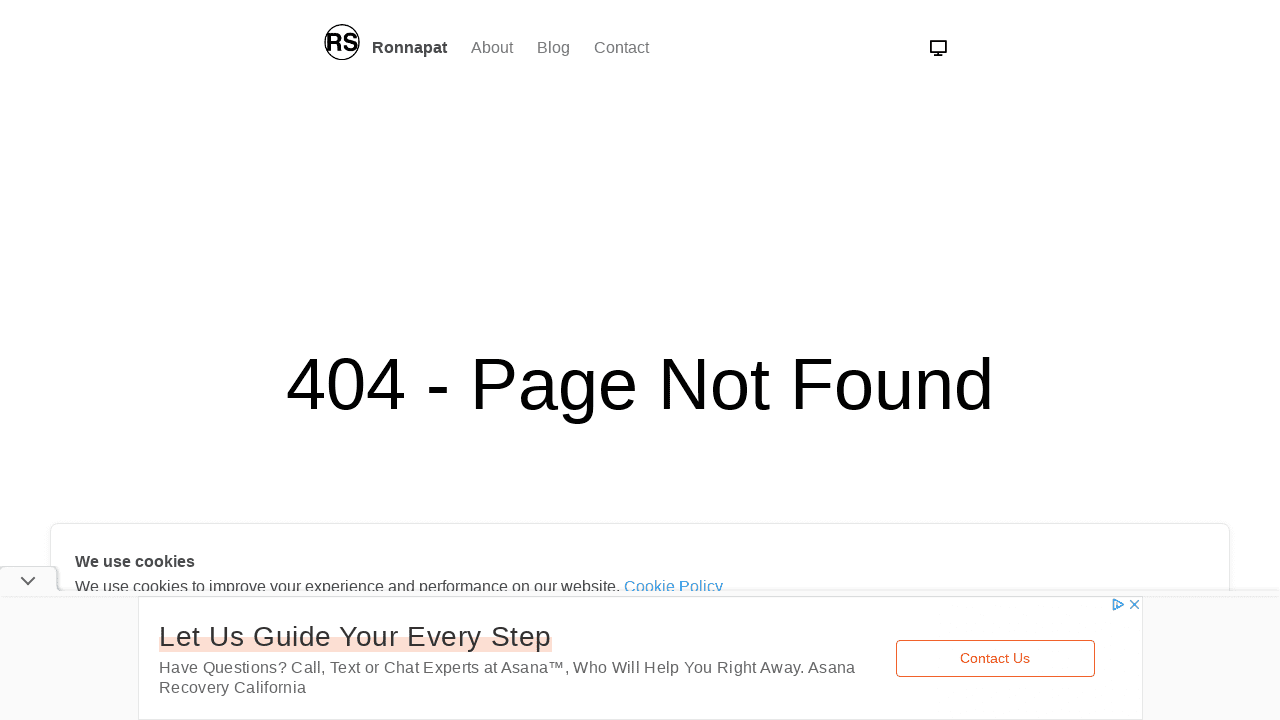 RS Ronnapat About Blog Contact
404 - Page Not Found
We use cookies
We use cookies to improve your experience and performance on our website. Cookie Policy
Let Us Guide Your Every Step
Have Questions? Call, Text or Chat Experts at Asana™, Who Will Help You Right Away. Asana
Recovery California
Contact Us